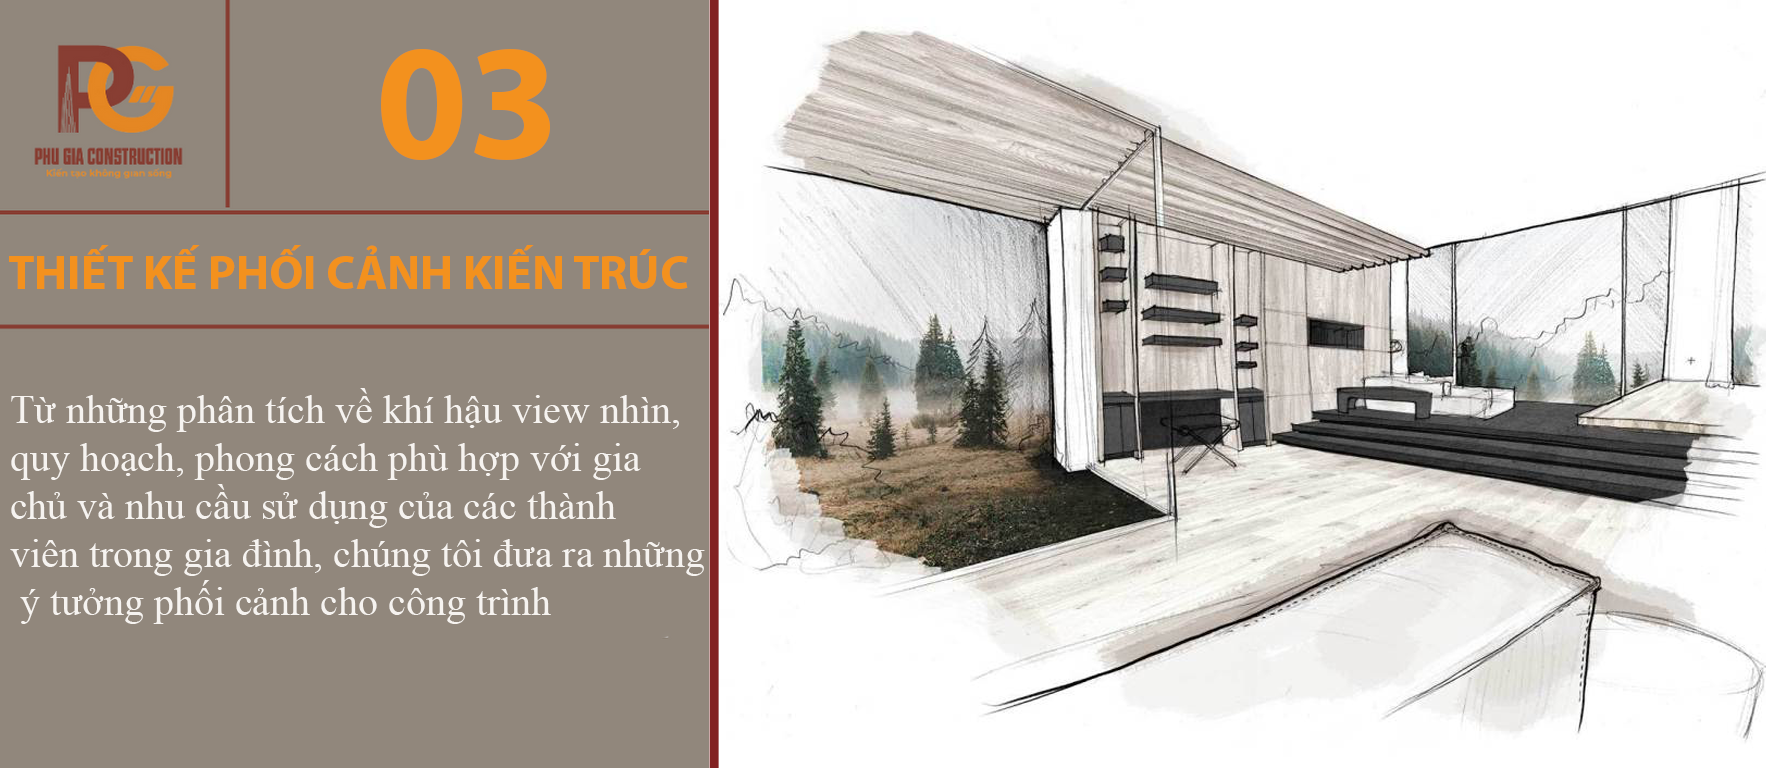 PG
PHU GIA CONSTRUCTION
Kiến tạo không gian sống
03
THIẾT KẾ PHỐI CẢNH KIẾN TRÚC
Từ những phân tích về khí hậu view nhìn,
quy hoạch, phong cách phù hợp với gia
chủ và nhu cầu sử dụng của các thành
viên trong gia đình, chúng tôi đưa ra những
ý tưởng phối cảnh cho công trình